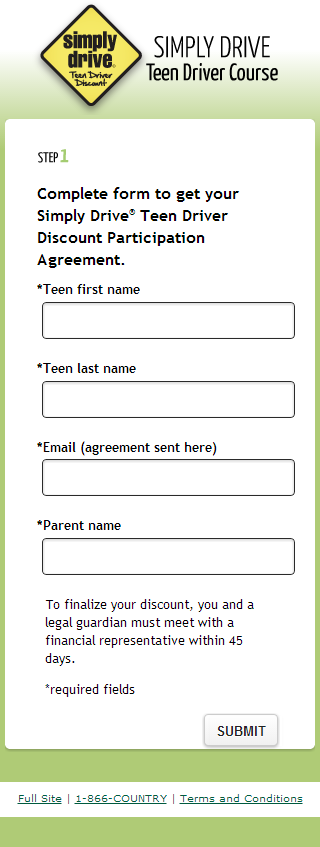 simply
drive®
Teen Driver
Discount
SIMPLY DRIVE
Teen Driver Course
STEP 1
Complete form to get your
Simply Drive® Teen Driver
Discount Participation
Agreement.
*Teen first name
*Teen last name
*Email (agreement sent here)
*Parent name
To finalize your discount, you and a
legal guardian must meet with a
financial representative within 45
days.
*required fields
SUBMIT
Full Site | 1-866-COUNTRY | Terms and Conditions